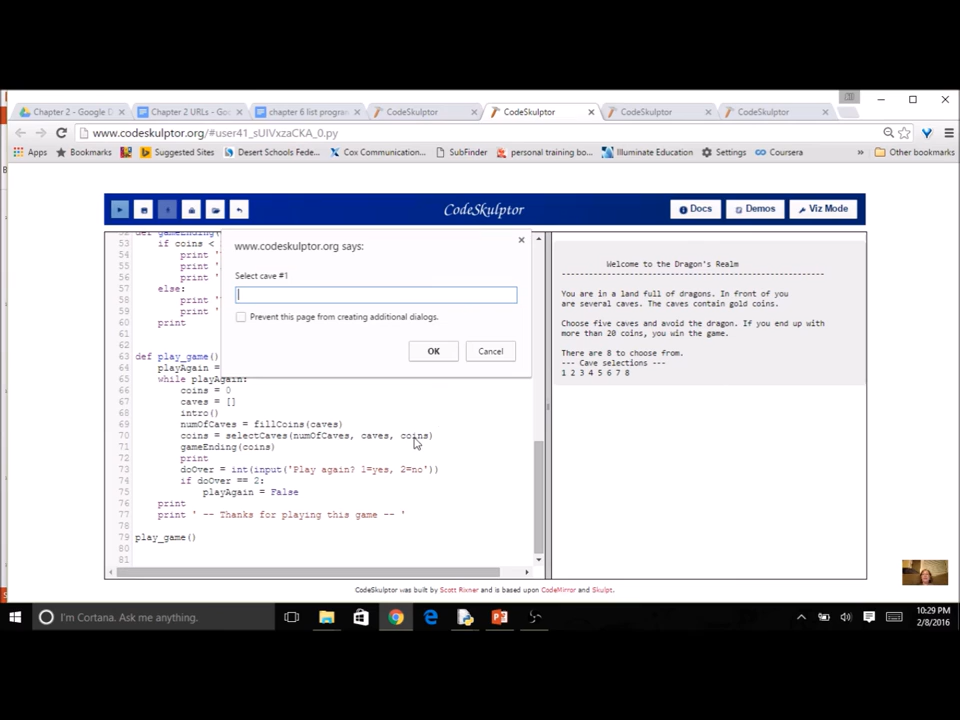 Chapter 2 - Google D
Chapter 2 URLs - Goo
chapter 6 list program
CodeSkulptor
CodeSkulptor
CodeSkulptor
CodeSkulptor
www.codeskulptor.org/#user41_sUIVxzaCKA_0.py
Apps
Bookmarks
Suggested Sites
Desert Schools Fede...
Cox Communication...
SubFinder
personal training bo...
Illuminate Education
Settings
Coursera
»
Other bookmarks
CodeSkulptor
Docs
Demos
Viz Mode
52 def gameEnding(
53 if coins <
54 print '
55 print '
56 print '
57 else:
58 print '
59 print '
60 print
61
62
63 def play_game()
64 playAgain =
65 while playAgain:
66 coins = 0
67 caves = []
68 intro()
69 numOfCaves = fillCoins(caves)
70 coins = selectCaves(numOfCaves, caves, coins)
71 gameEnding(coins)
72 print
73 doOver = int(input('Play again? 1=yes, 2=no'))
74 if doOver == 2:
75 playAgain = False
76 print
77 print ' -- Thanks for playing this game -- '
78
79 play_game()
80
81
www.codeskulptor.org says:
Select cave #1
Prevent this page from creating additional dialogs.
OK
Cancel
Welcome to the Dragon's Realm
----------------------------------------------------------
You are in a land full of dragons. In front of you
are several caves. The caves contain gold coins.
Choose five caves and avoid the dragon. If you end up with
more than 20 coins, you win the game.
There are 8 to choose from.
--- Cave selections ---
1 2 3 4 5 6 7 8
CodeSkulptor was built by Scott Rixner and is based upon CodeMirror and Skulpt.
I'm Cortana. Ask me anything.
10:29 PM
2/8/2016